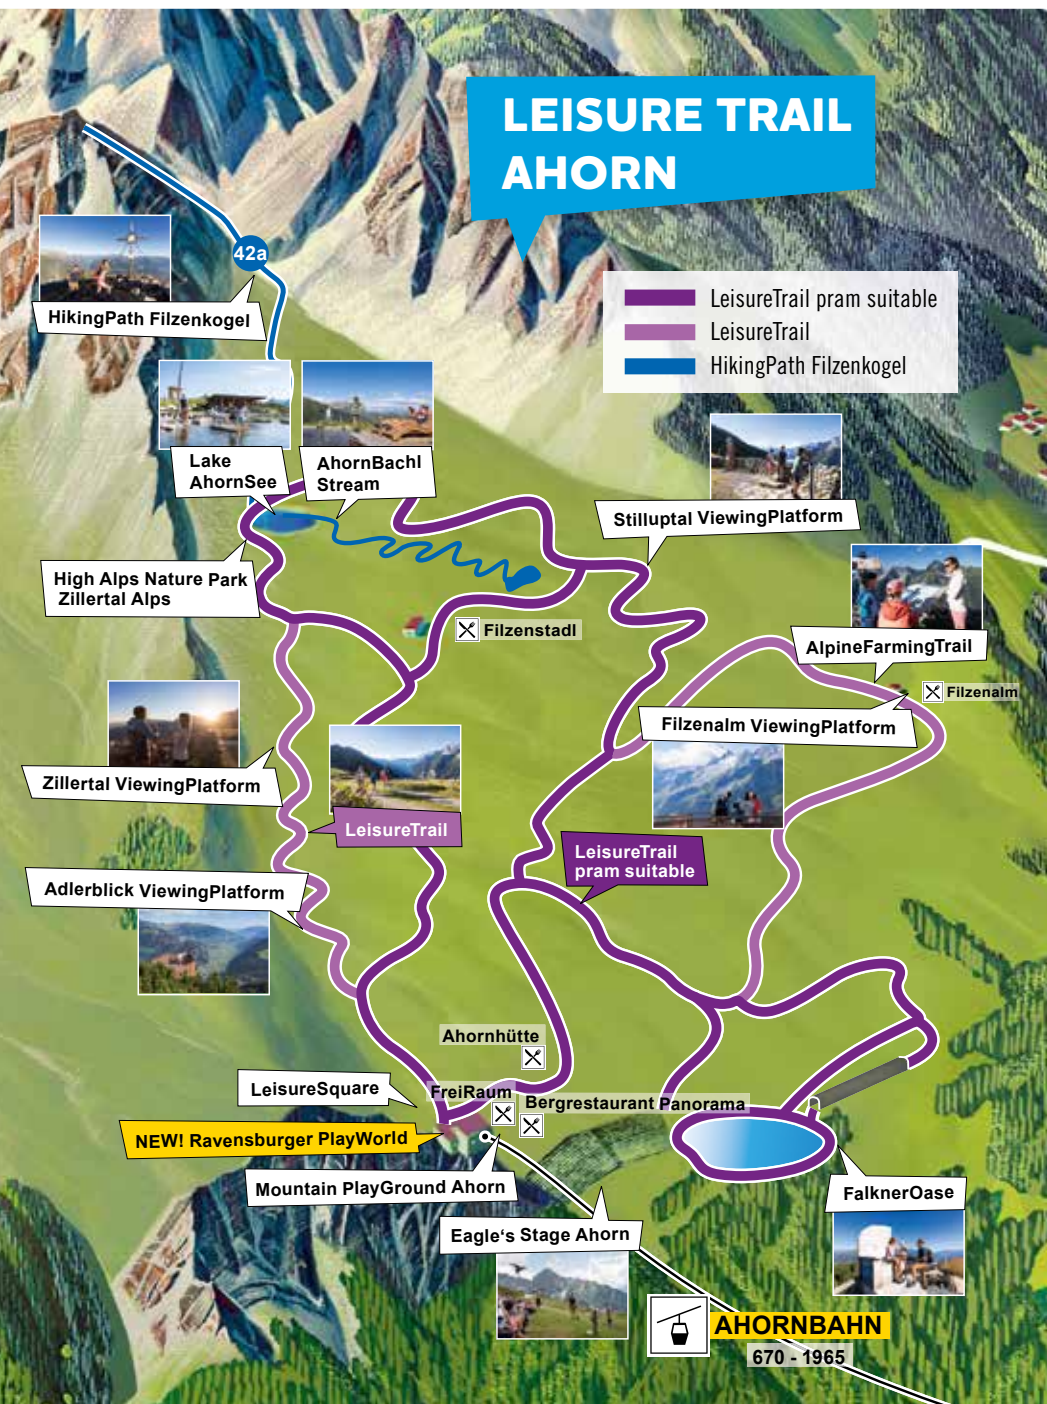 LEISURE TRAIL
AHORN
42a
LeisureTrail pram suitable
LeisureTrail
HikingPath Filzenkogel
HikingPath Filzenkogel
Lake
AhornSee
AhornBachl
Stream
Stilluptal ViewingPlatform
High Alps Nature Park
Zillertal Alps
Filzenstadl
AlpineFarmingTrail
Filzenalm
Filzenalm ViewingPlatform
Zillertal ViewingPlatform
LeisureTrail
LeisureTrail
pram suitable
Adlerblick ViewingPlatform
Ahornhütte
LeisureSquare
FreiRaum
Bergrestaurant Panorama
NEW! Ravensburger PlayWorld
Mountain PlayGround Ahorn
FalknerOase
Eagle‘s Stage Ahorn
AHORNBAHN
670 - 1965